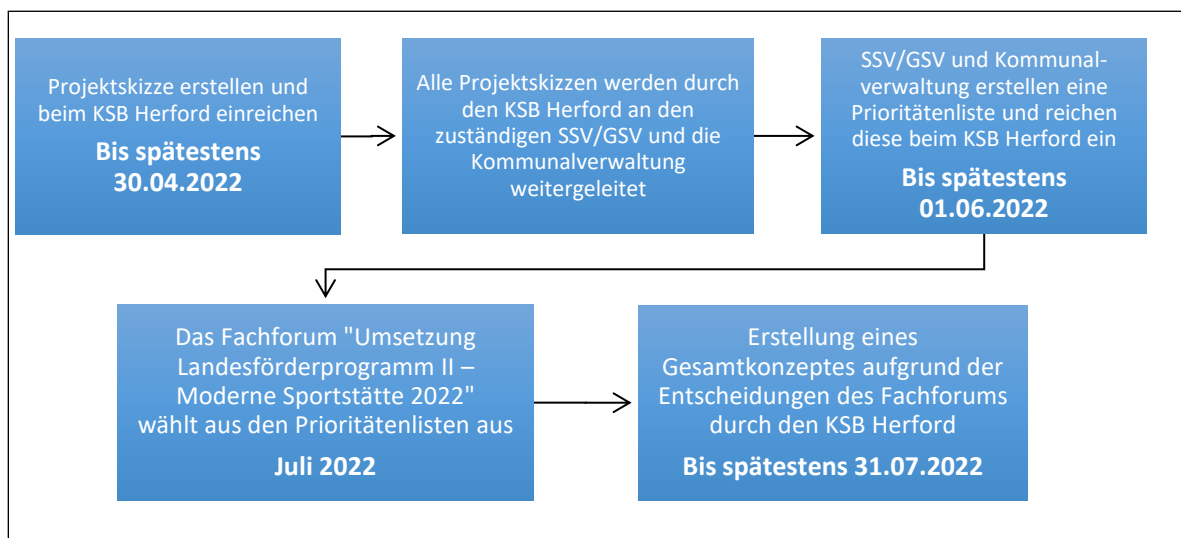 Projektskizze erstellen und
beim KSB Herford einreichen
Bis spätestens
30.04.2022
Alle Projektskizzen werden durch
den KSB Herford an den
zuständigen SSV/GSV und die
Kommunalverwaltung
weitergeleitet
SSV/GSV und Kommunal-
verwaltung erstellen eine
Prioritätenliste und reichen
diese beim KSB Herford ein
Bis spätestens
01.06.2022
Das Fachforum "Umsetzung
Landesförderprogramm II –
Moderne Sportstätte 2022"
wählt aus den Prioritätenlisten aus
Juli 2022
Erstellung eines
Gesamtkonzeptes aufgrund der
Entscheidungen des Fachforums
durch den KSB Herford
Bis spätestens 31.07.2022